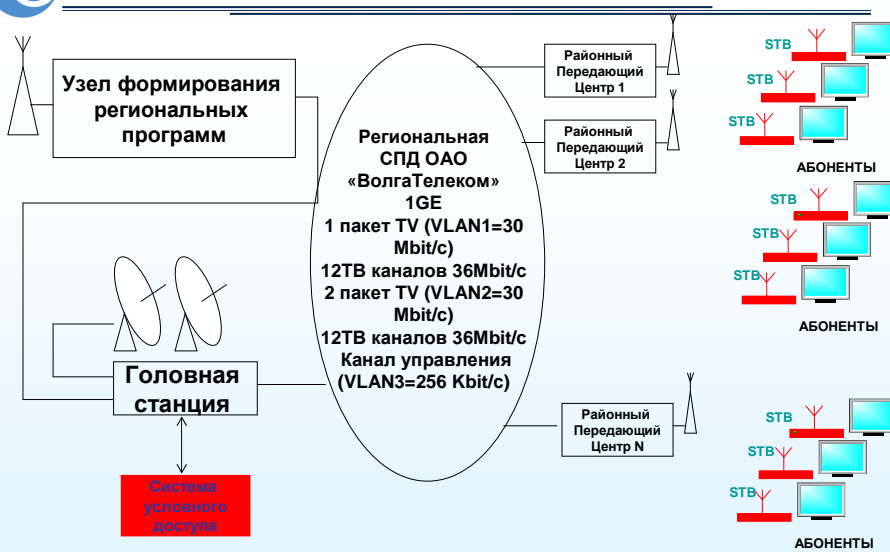 Узел формирования
региональных
программ
Региональная
СПД ОАО
«ВолгаТелеком»
1GE
1 пакет TV (VLAN1=30
Mbit/c)
12ТВ каналов 36Mbit/c
2 пакет TV (VLAN2=30
Mbit/c)
12ТВ каналов 36Mbit/c
Канал управления
(VLAN3=256 Kbit/c)
Головная
станция
Система
условного
доступа
Районный
Передающий
Центр 1
Районный
Передающий
Центр 2
Районный
Передающий
Центр N
STB
STB
STB
АБОНЕНТЫ
STB
STB
STB
АБОНЕНТЫ
STB
STB
STB
АБОНЕНТЫ